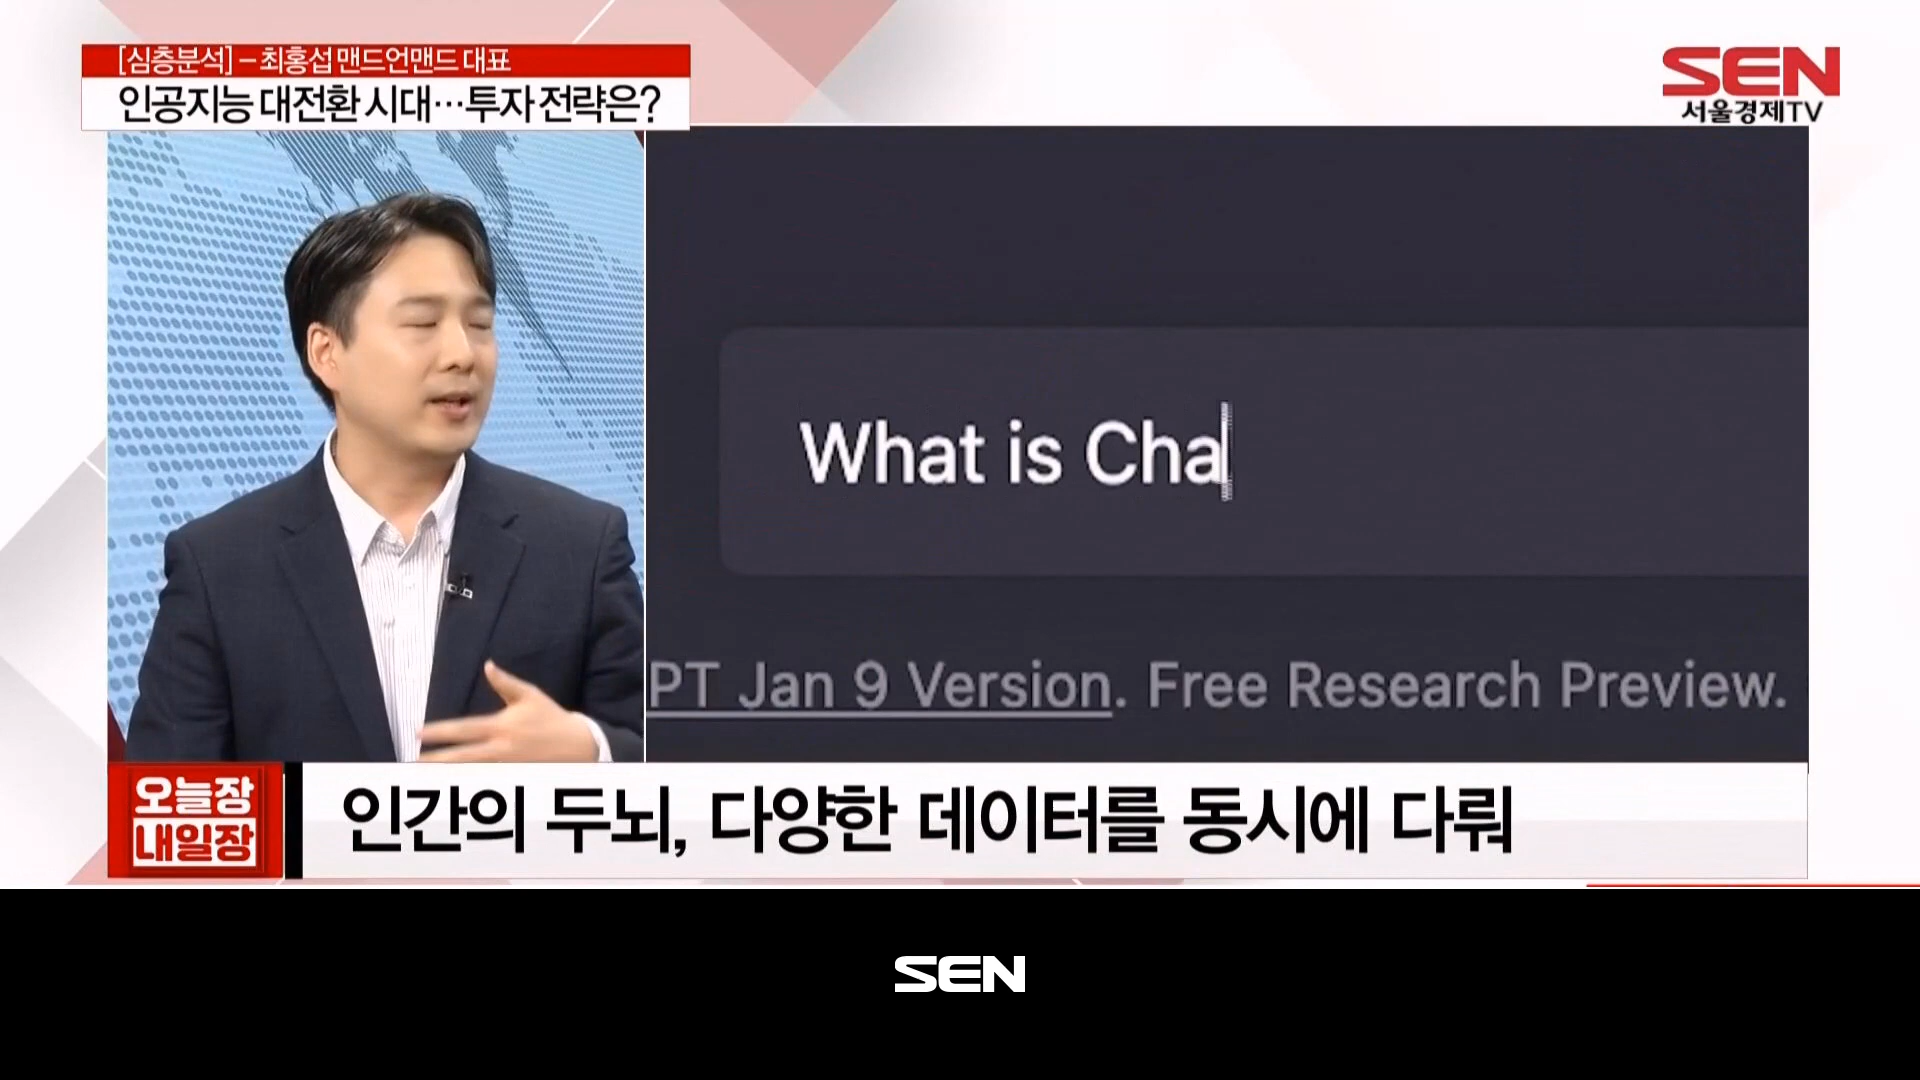 [심층분석] – 최홍섭 맨드언맨드 대표
인공지능 대전환 시대…투자 전략은?
SEN
서울경제TV
What is Cha
PT Jan 9 Version. Free Research Preview.
오늘장
내일장
인간의 두뇌, 다양한 데이터를 동시에 다뤄
SEN